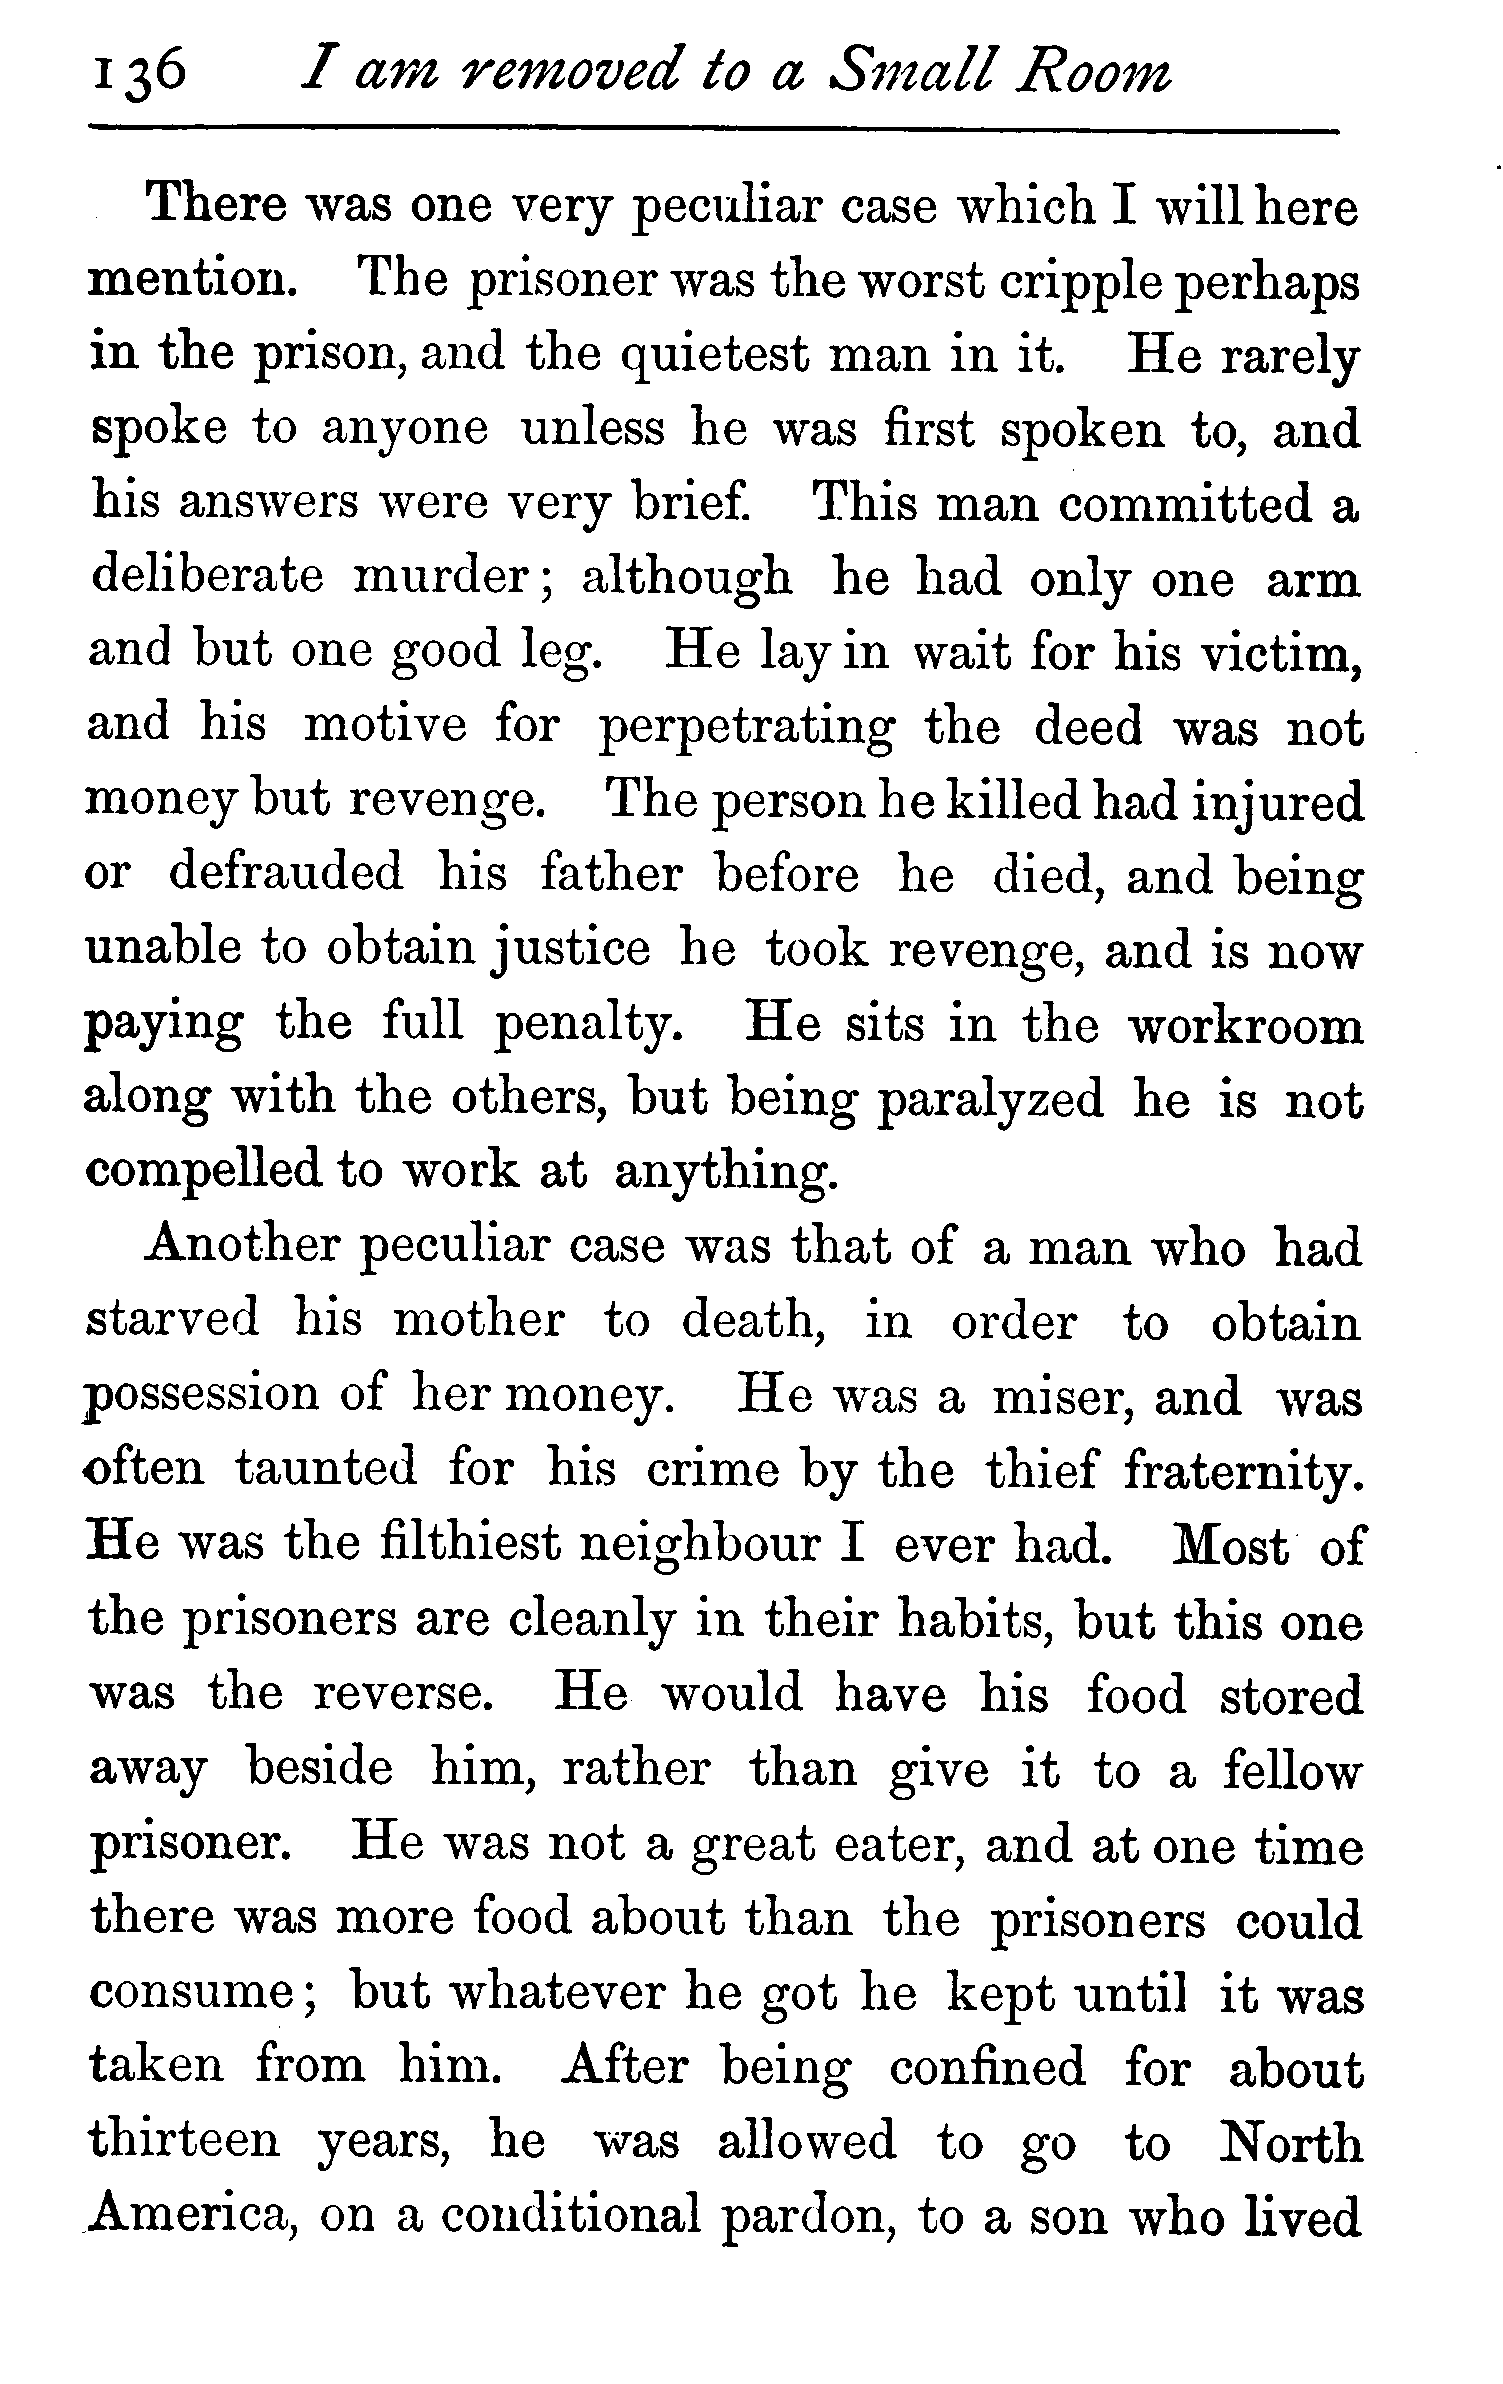 136 I am removed to a Small Room
There was one very peculiar case which I will here
mention. The prisoner was the worst cripple perhaps
in the prison, and the quietest man in it. He rarely
spoke to anyone unless he was first spoken to, and
his answers were very brief. This man committed a
deliberate murder; although he had only one arm
and but one good leg. He lay in wait for his victim,
and his motive for perpetrating the deed was not
money but revenge. The person he killed had injured
or defrauded his father before he died, and being
unable to obtain justice he took revenge, and is now
paying the full penalty. He sits in the workroom
along with the others, but being paralyzed he is not
compelled to work at anything.
Another peculiar case was that of a man who had
starved his mother to death, in order to obtain
possession of her money. He was a miser, and was
often taunted for his crime by the thief fraternity.
He was the filthiest neighbour I ever had. Most of
the prisoners are cleanly in their habits, but this one
was the reverse. He would have his food stored
away beside him, rather than give it to a fellow
prisoner. He was not a great eater, and at one time
there was more food about than the prisoners could
consume; but whatever he got he kept until it was
taken from him. After being confined for about
thirteen years, he was allowed to go to North
America, on a conditional pardon, to a son who lived